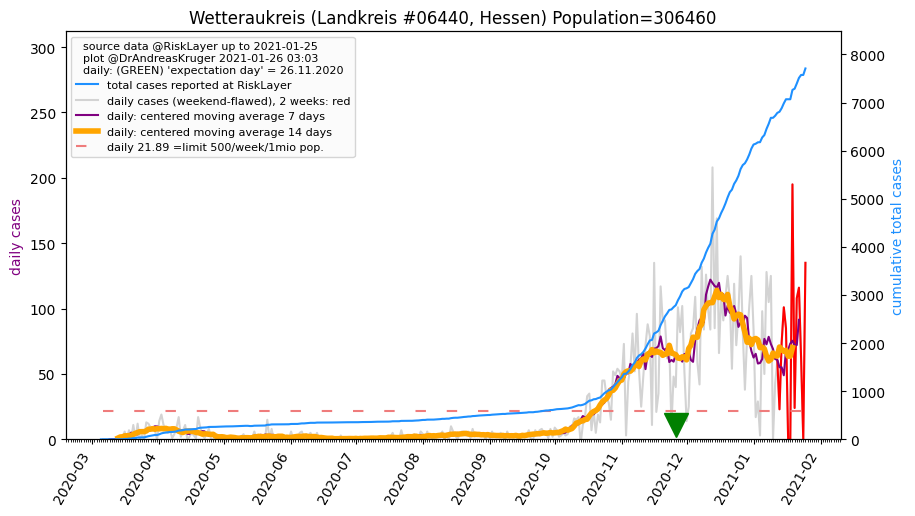 Wetteraukreis (Landkreis #06440, Hessen) Population=306460
source data @RiskLayer up to 2021-01-25
plot @DrAndreasKruger 2021-01-26 03:03
daily: (GREEN) 'expectation day' = 26.11.2020
total cases reported at RiskLayer
daily cases (weekend-flawed), 2 weeks: red
daily: centered moving average 7 days
daily: centered moving average 14 days
daily 21.89 =limit 500/week/1mio pop.
daily cases
300
250
200
150
100
50
0
cumulative total cases
8000
7000
6000
5000
4000
3000
2000
1000
0
2020-03
2020-04
2020-05
2020-06
2020-07
2020-08
2020-09
2020-10
2020-11
2020-12
2021-01
2021-02